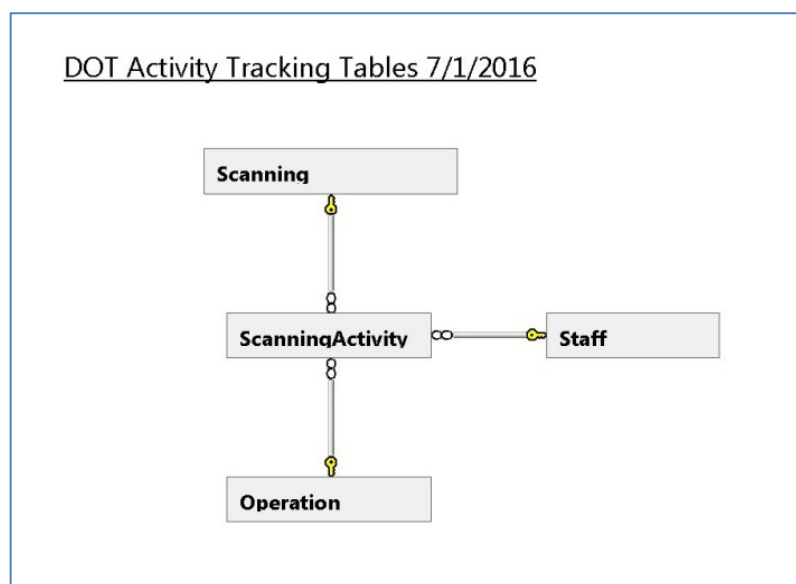 DOT Activity Tracking Tables 7/1/2016
Scanning
ScanningActivity
Staff
Operation